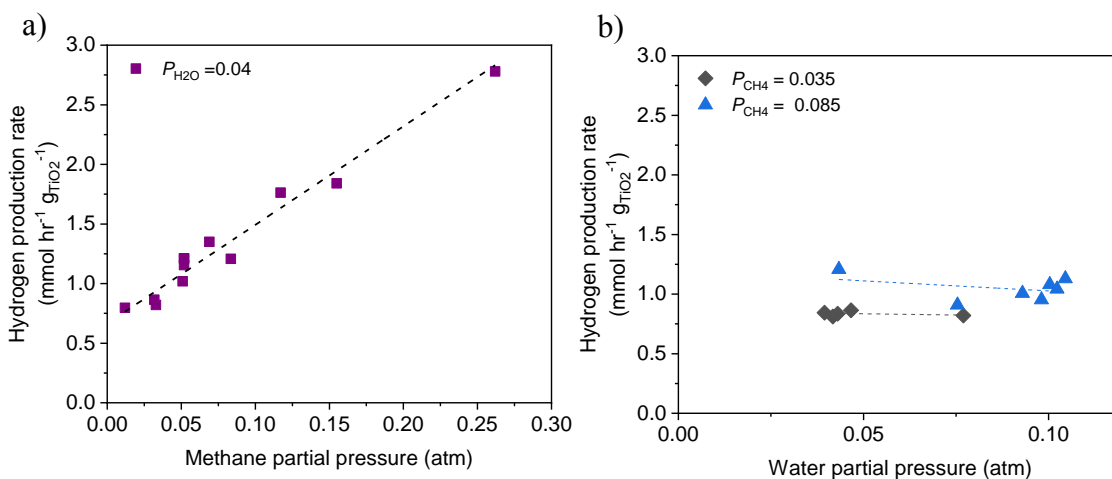 a)
P_H2O =0.04
Hydrogen production rate
(mmol hr⁻¹ g_TiO2⁻¹)
3.0
2.5
2.0
1.5
1.0
0.5
0.0
0.00 0.05 0.10 0.15 0.20 0.25 0.30
Methane partial pressure (atm)
b)
P_CH4 = 0.035
P_CH4 = 0.085
Hydrogen production rate
(mmol hr⁻¹ g_TiO2⁻¹)
3.0
2.5
2.0
1.5
1.0
0.5
0.0
0.00 0.05 0.10
Water partial pressure (atm)